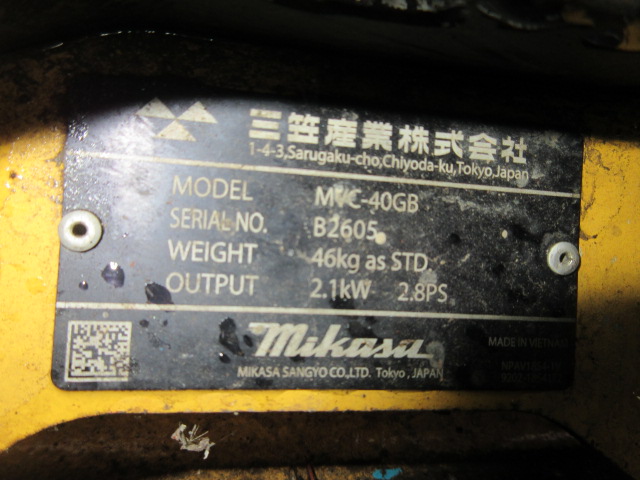 三笠産業株式会社
1-4-3,Sarugaku-cho,Chiyoda-ku,Tokyo,Japan
MODEL MVC-40GB
SERIAL NO. B2605
WEIGHT 46kg as STD
OUTPUT 2.1kW 2.8PS
mikasa
MADE IN VIETNAM
MIKASA SANGYO CO.,LTD. Tokyo, JAPAN